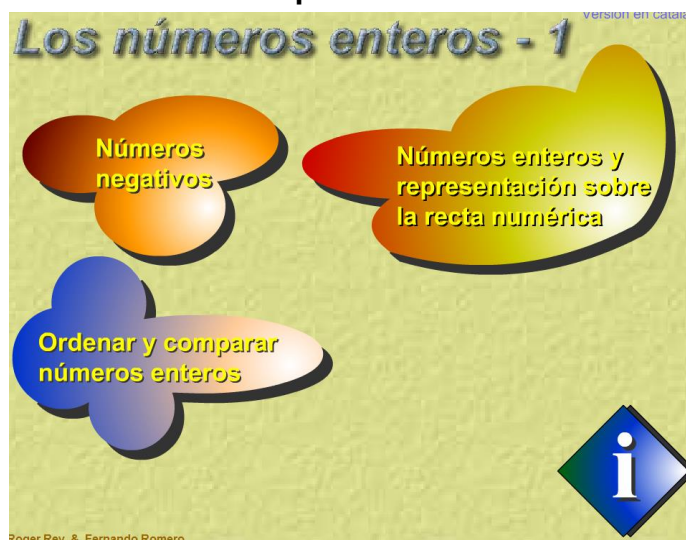 Versión en catalá
Los números enteros - 1
Números
negativos
Números enteros y
representación sobre
la recta numérica
Ordenar y comparar
números enteros
i
Roger Rey & Fernando Romero